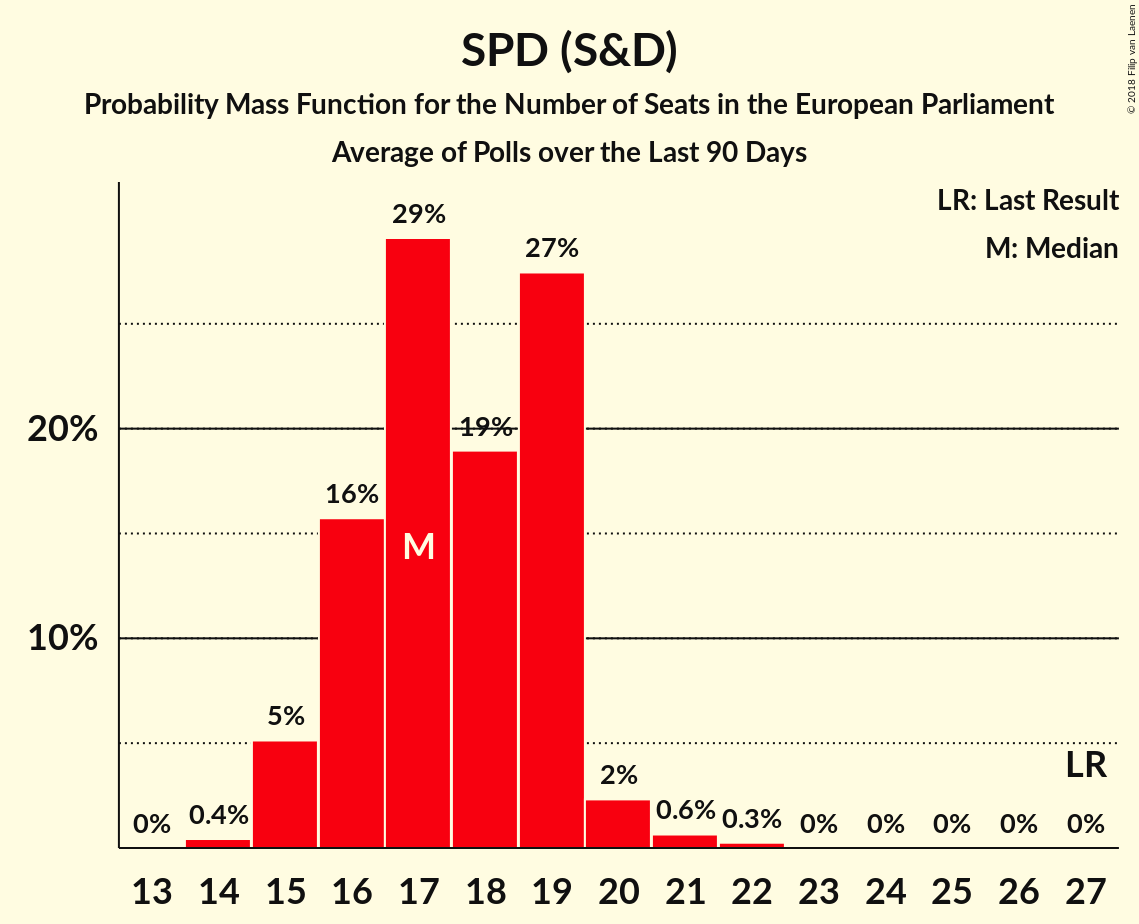 SPD (S&D)
Probability Mass Function for the Number of Seats in the European Parliament
Average of Polls over the Last 90 Days
© 2018 Filip van Laenen
LR: Last Result
M: Median
29%
27%
20%
19%
16%
M
10%
5%
LR
2%
0% 0.4% 0.6% 0.3% 0% 0% 0% 0% 0%
13 14 15 16 17 18 19 20 21 22 23 24 25 26 27